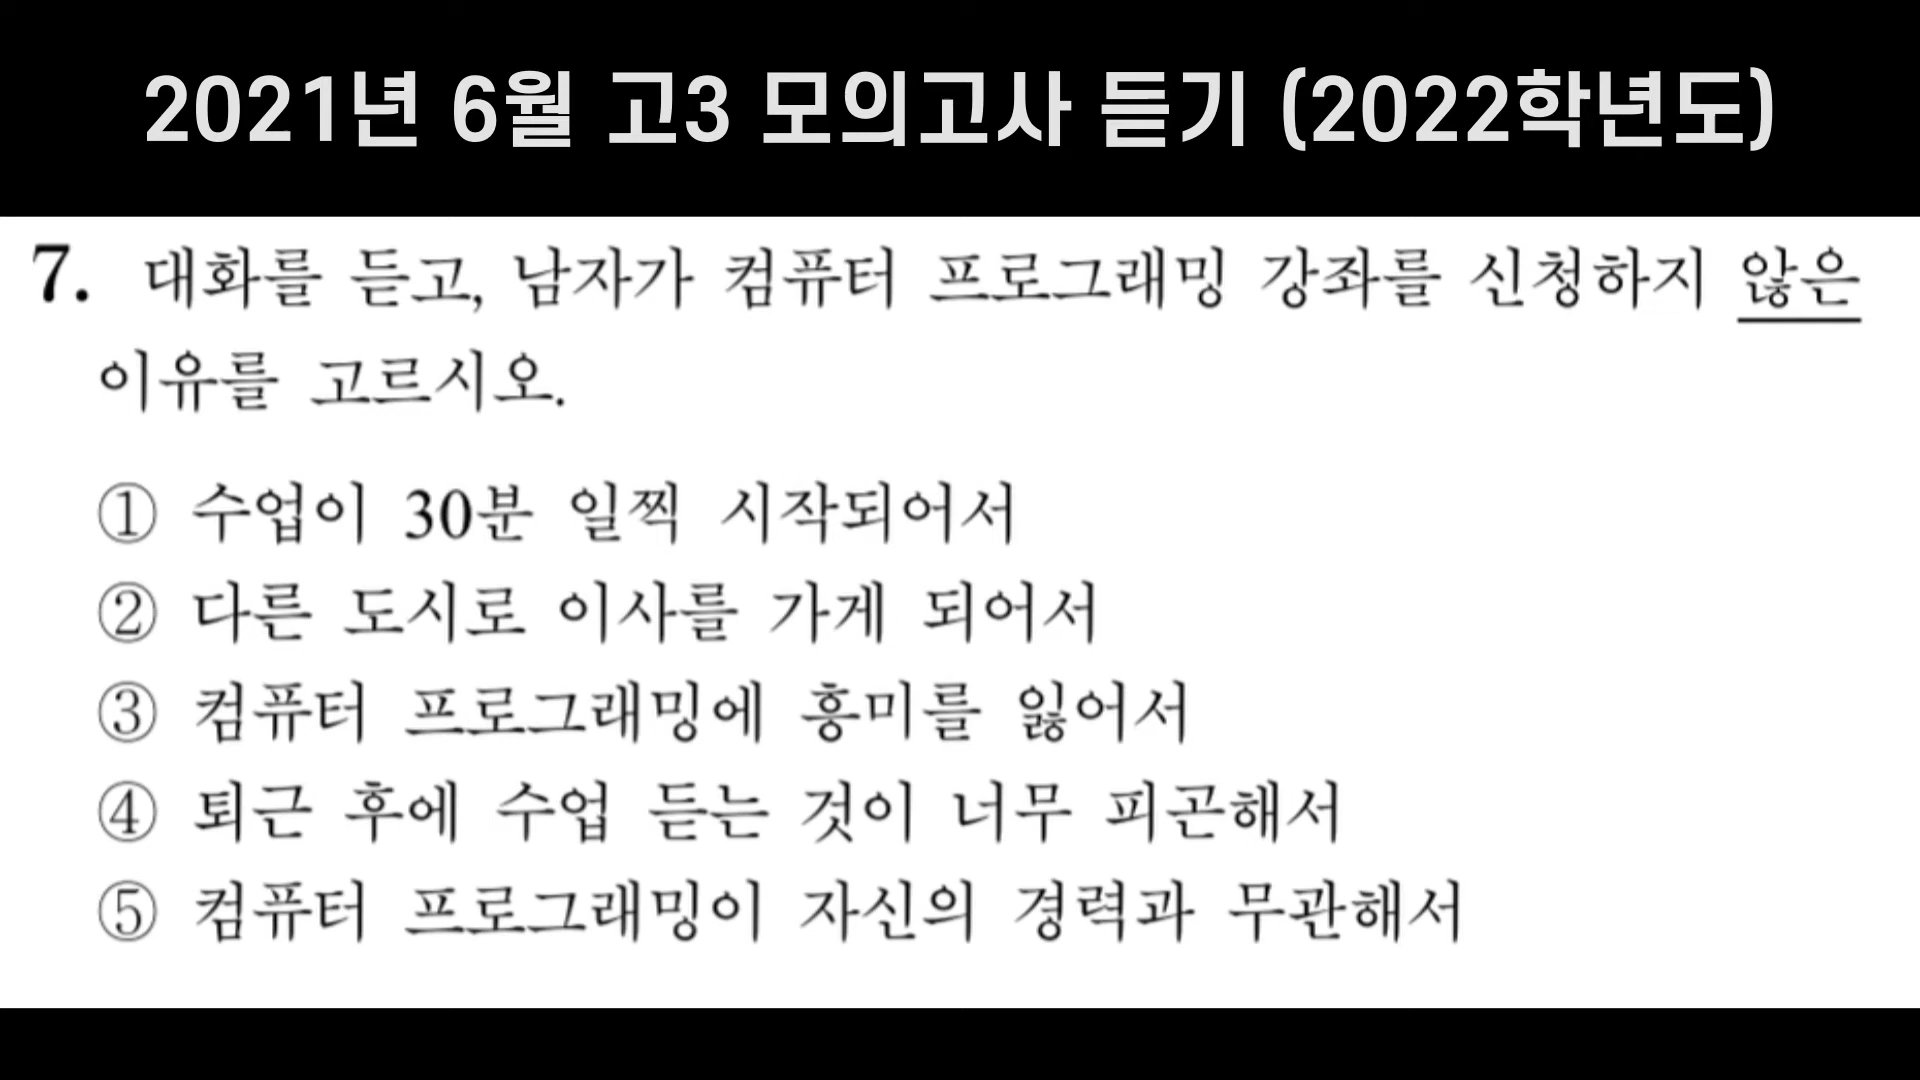 2021년 6월 고3 모의고사 듣기 (2022학년도)
7. 대화를 듣고, 남자가 컴퓨터 프로그래밍 강좌를 신청하지 않은
이유를 고르시오.
① 수업이 30분 일찍 시작되어서
② 다른 도시로 이사를 가게 되어서
③ 컴퓨터 프로그래밍에 흥미를 잃어서
④ 퇴근 후에 수업 듣는 것이 너무 피곤해서
⑤ 컴퓨터 프로그래밍이 자신의 경력과 무관해서